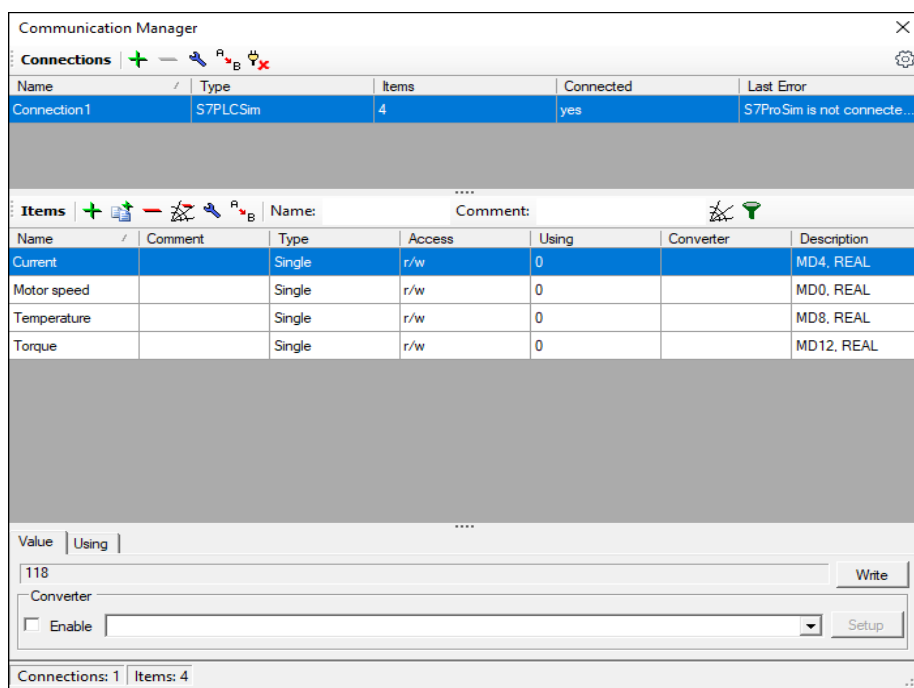 Communication Manager
Connections
Name Type Items Connected Last Error
Connection1 S7PLCSim 4 yes S7ProSim is not connecte...
Items Name: Comment:
Name Comment Type Access Using Converter Description
Current Single r/w 0 MD4, REAL
Motor speed Single r/w 0 MD0, REAL
Temperature Single r/w 0 MD8, REAL
Torque Single r/w 0 MD12, REAL
Value Using
118 Write
Converter
Enable Setup
Connections: 1 Items: 4